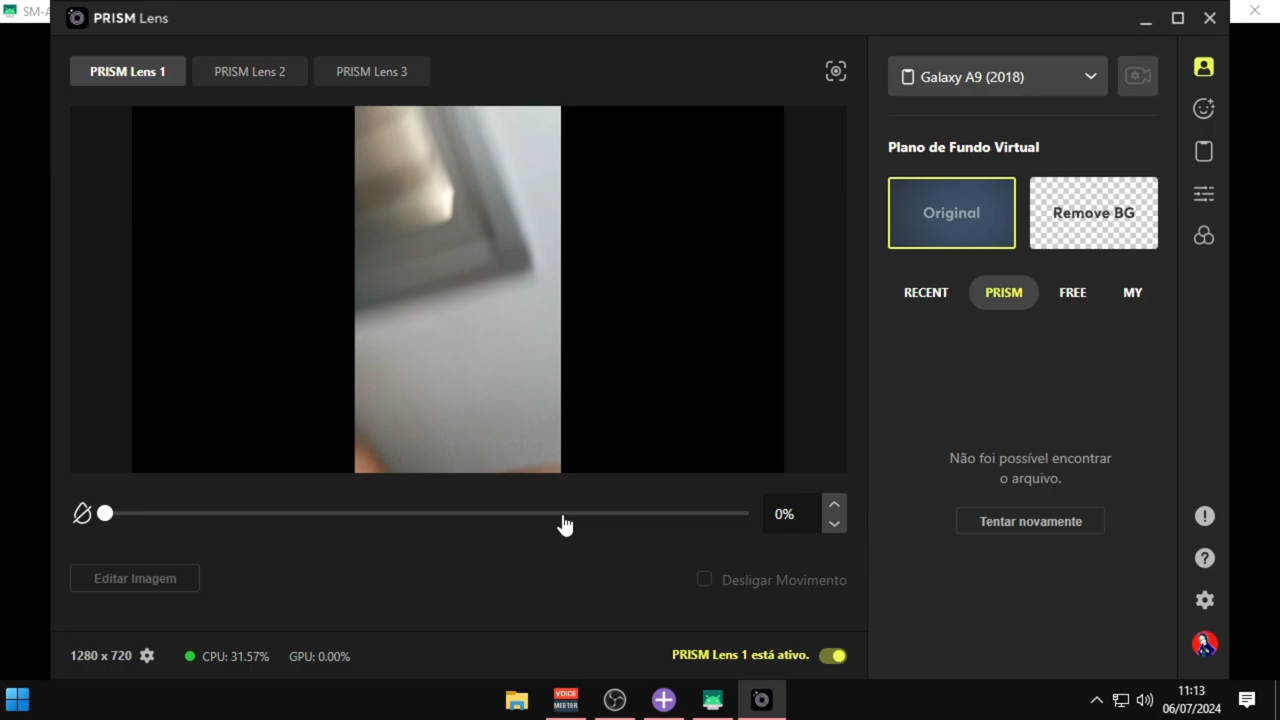 SM-A
PRISM Lens
PRISM Lens 1
PRISM Lens 2
PRISM Lens 3
Galaxy A9 (2018)
Plano de Fundo Virtual
Original
Remove BG
RECENT
PRISM
FREE
MY
Não foi possível encontrar
o arquivo.
Tentar novamente
0%
Editar Imagem
Desligar Movimento
1280 x 720
CPU: 31.57%
GPU: 0.00%
PRISM Lens 1 está ativo.
VOICE
MEETER
11:13
06/07/2024